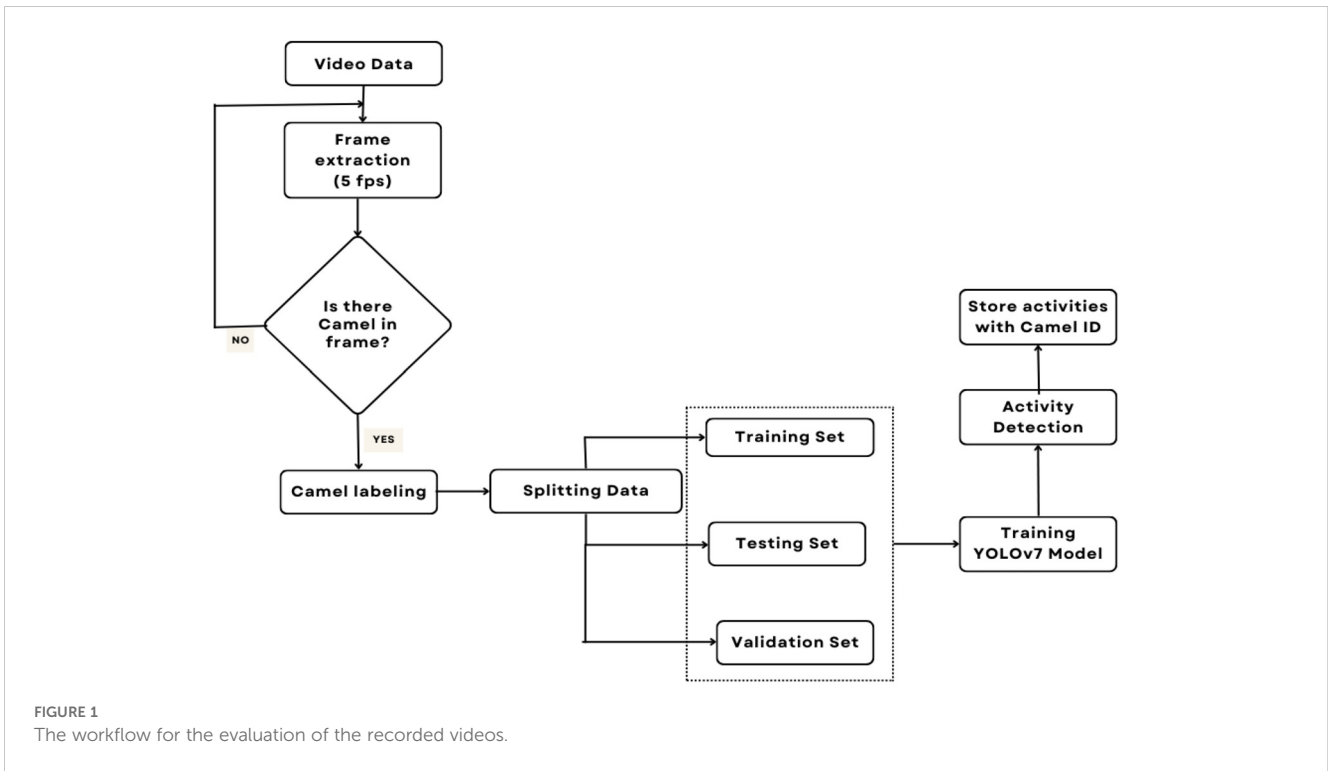 Video Data
Frame
extraction
(5 fps)
Is there
Camel in
frame?
NO
YES
Camel labeling
Splitting Data
Training Set
Testing Set
Validation Set
Training
YOLOv7 Model
Activity
Detection
Store activities
with Camel ID
FIGURE 1
The workflow for the evaluation of the recorded videos.